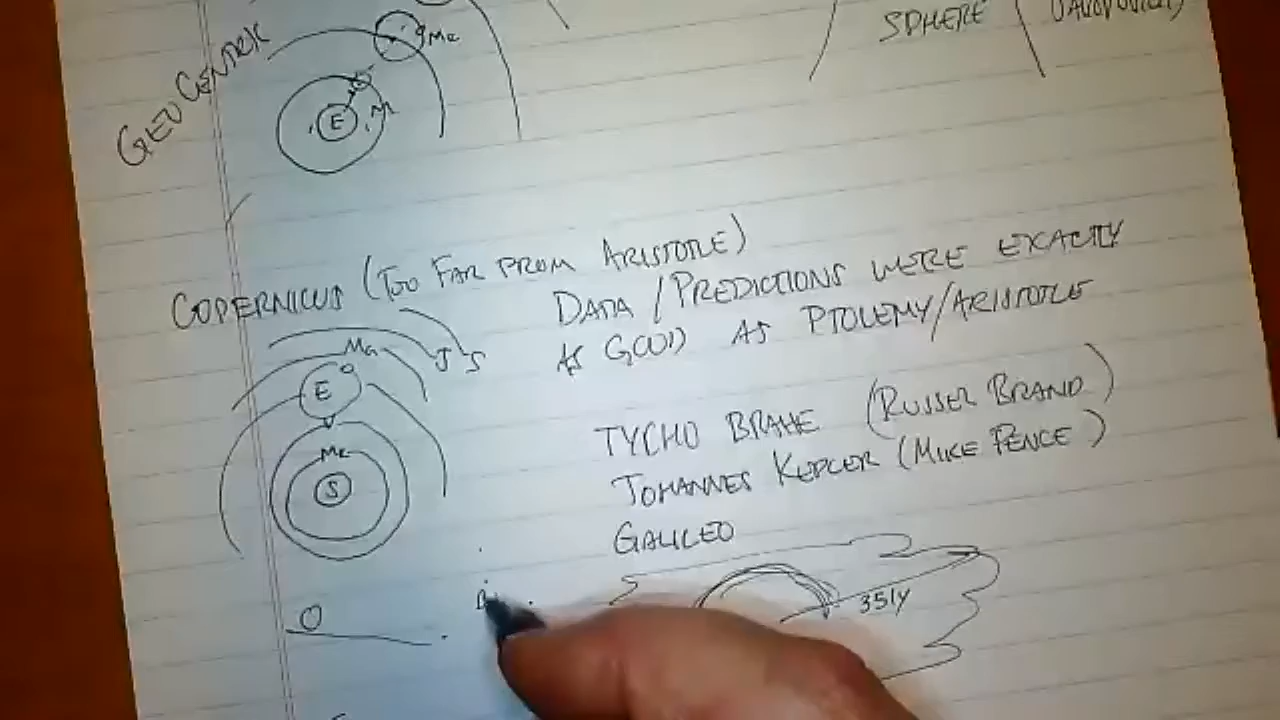 GEOCENTRIC
Me
SPHERE
E
M
COPERNICUS (TOO FAR FROM ARISTOTLE)
DATA/PREDICTIONS WERE EXACTLY
AS GOOD AS PTOLEMY/ARISTOTLE
Ma
J S
E
V
Me
S
TYCHO BRAHE (RUSSEL BRAND)
JOHANNES KEPLER (MIKE PENCE)
GALILEO
35ly